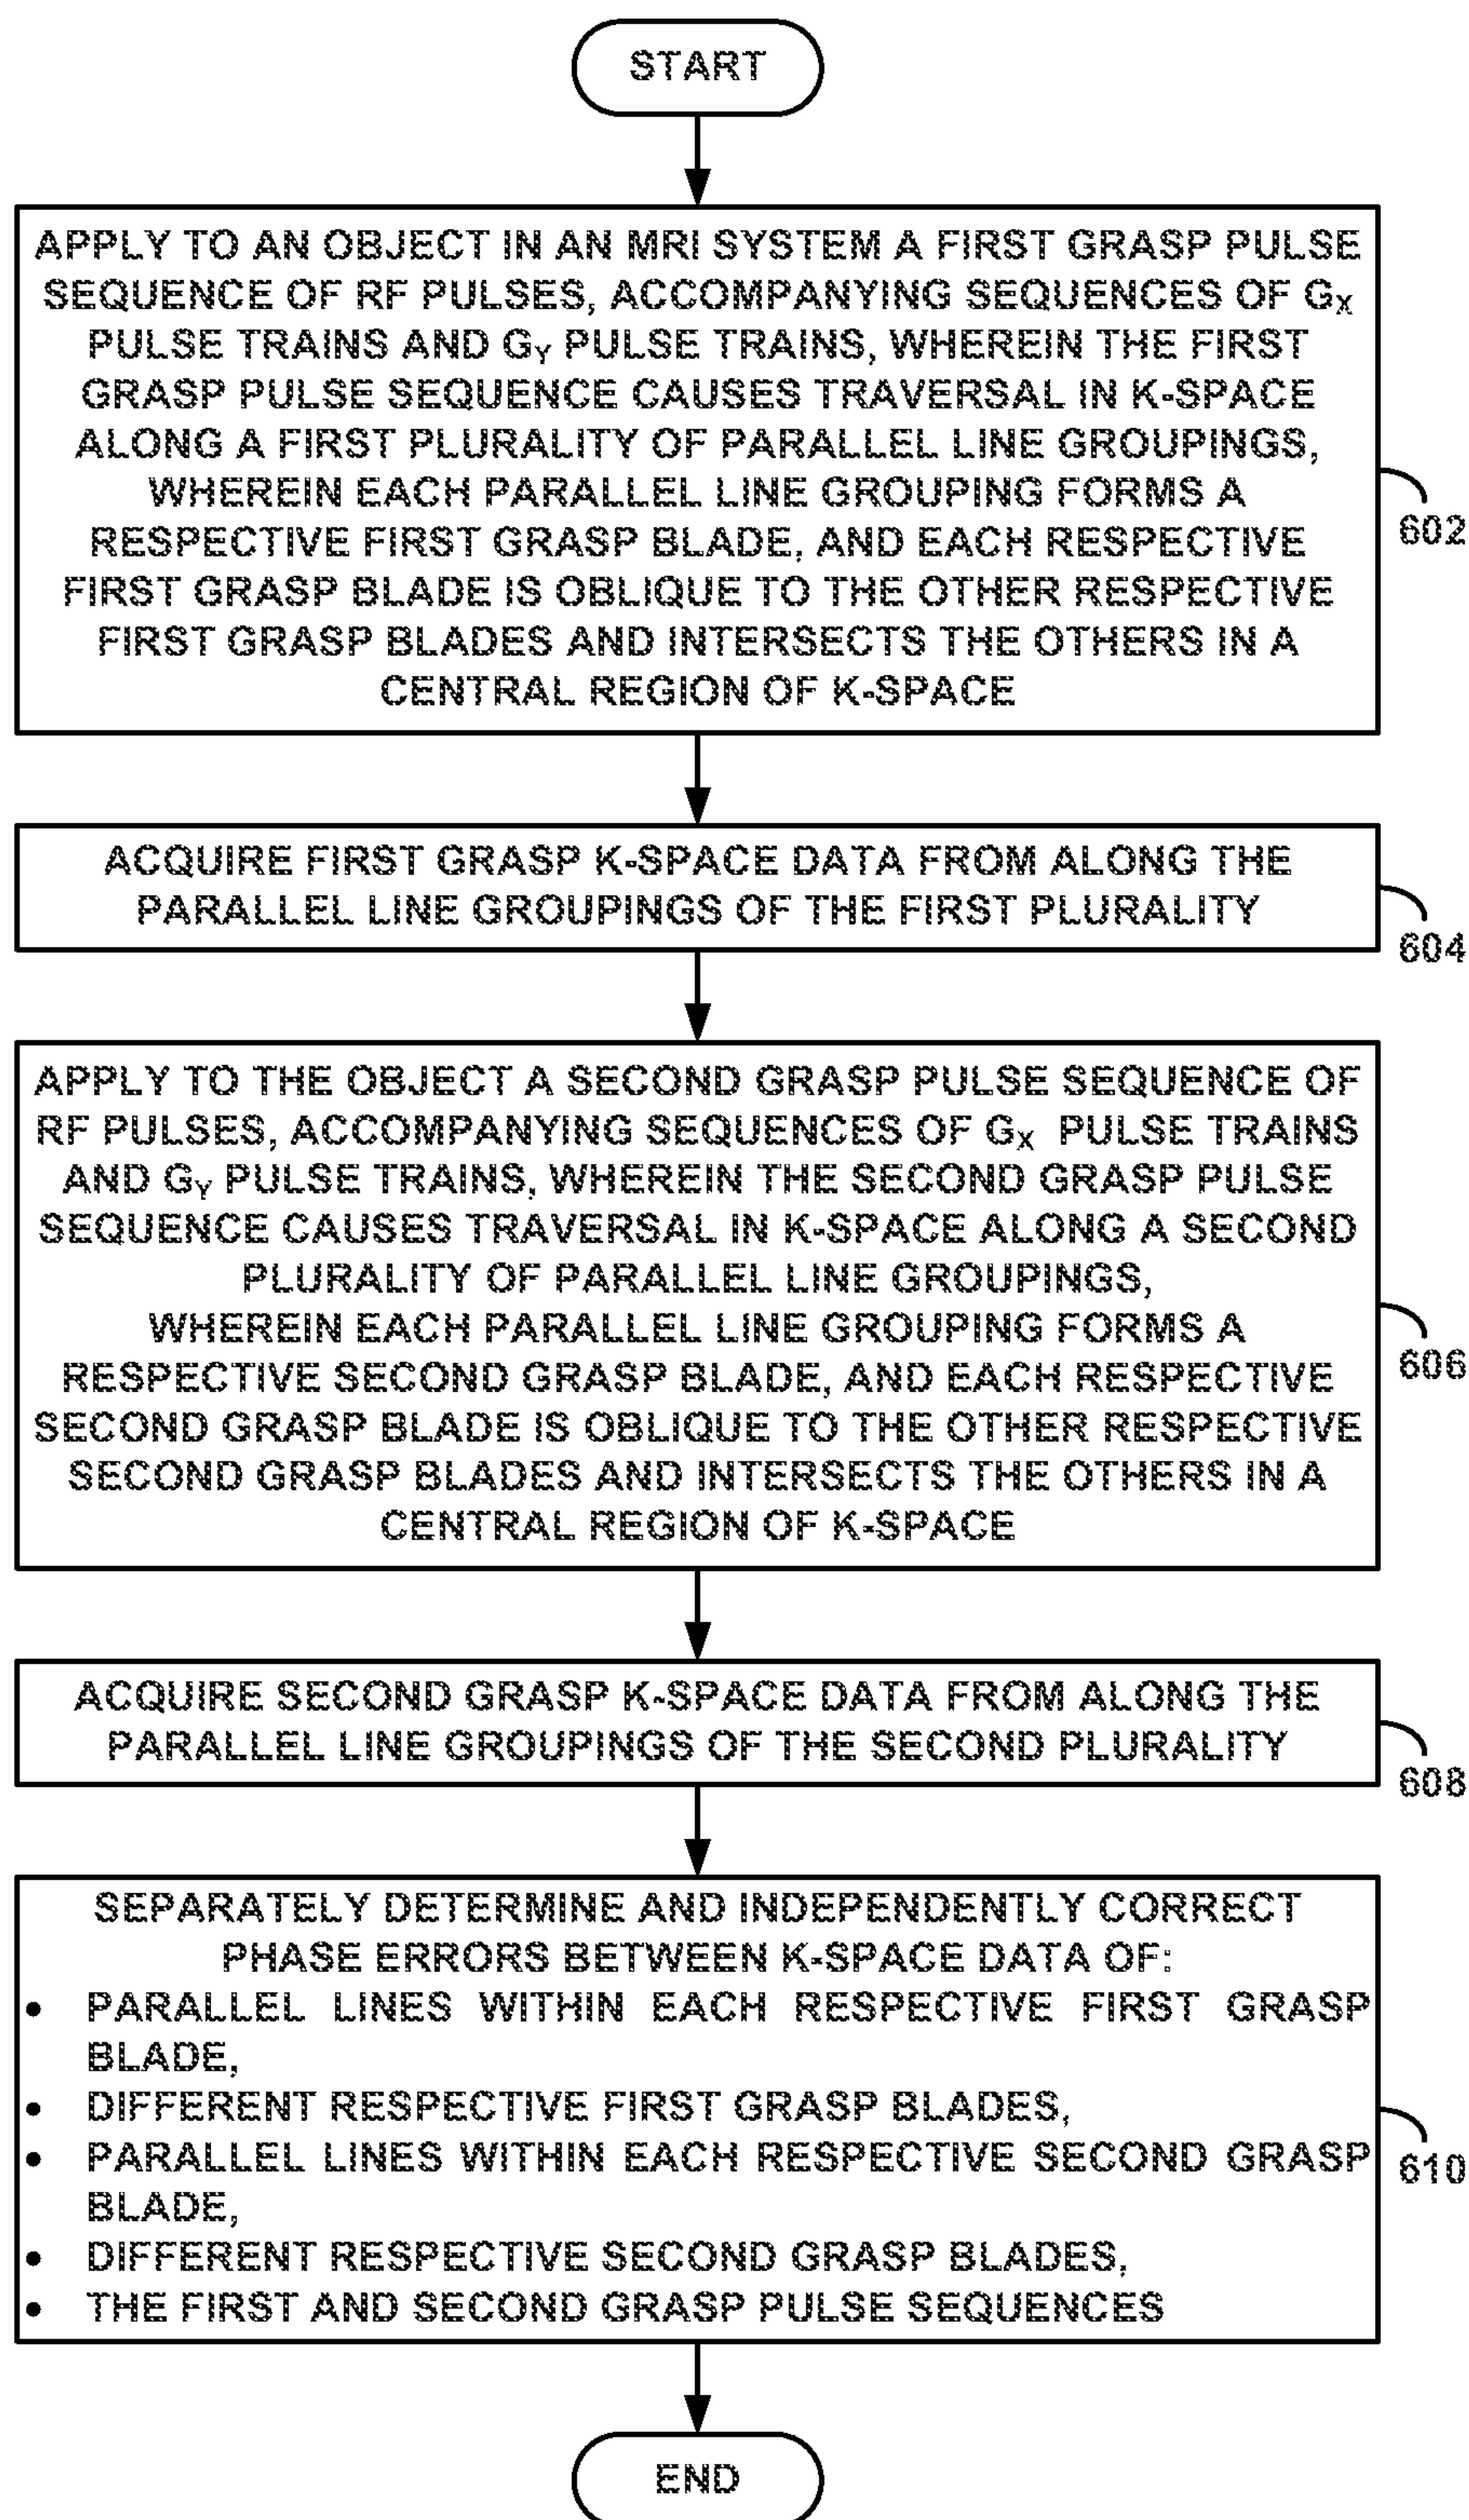 START
APPLY TO AN OBJECT IN AN MRI SYSTEM A FIRST GRASP PULSE
SEQUENCE OF RF PULSES, ACCOMPANYING SEQUENCES OF GX
PULSE TRAINS AND GY PULSE TRAINS, WHEREIN THE FIRST
GRASP PULSE SEQUENCE CAUSES TRAVERSAL IN K-SPACE
ALONG A FIRST PLURALITY OF PARALLEL LINE GROUPINGS,
WHEREIN EACH PARALLEL LINE GROUPING FORMS A
RESPECTIVE FIRST GRASP BLADE, AND EACH RESPECTIVE
FIRST GRASP BLADE IS OBLIQUE TO THE OTHER RESPECTIVE
FIRST GRASP BLADES AND INTERSECTS THE OTHERS IN A
CENTRAL REGION OF K-SPACE
602
ACQUIRE FIRST GRASP K-SPACE DATA FROM ALONG THE
PARALLEL LINE GROUPINGS OF THE FIRST PLURALITY
604
APPLY TO THE OBJECT A SECOND GRASP PULSE SEQUENCE OF
RF PULSES, ACCOMPANYING SEQUENCES OF GX PULSE TRAINS
AND GY PULSE TRAINS, WHEREIN THE SECOND GRASP PULSE
SEQUENCE CAUSES TRAVERSAL IN K-SPACE ALONG A SECOND
PLURALITY OF PARALLEL LINE GROUPINGS,
WHEREIN EACH PARALLEL LINE GROUPING FORMS A
RESPECTIVE SECOND GRASP BLADE, AND EACH RESPECTIVE
SECOND GRASP BLADE IS OBLIQUE TO THE OTHER RESPECTIVE
SECOND GRASP BLADES AND INTERSECTS THE OTHERS IN A
CENTRAL REGION OF K-SPACE
606
ACQUIRE SECOND GRASP K-SPACE DATA FROM ALONG THE
PARALLEL LINE GROUPINGS OF THE SECOND PLURALITY
608
SEPARATELY DETERMINE AND INDEPENDENTLY CORRECT
PHASE ERRORS BETWEEN K-SPACE DATA OF:
• PARALLEL LINES WITHIN EACH RESPECTIVE FIRST GRASP
BLADE,
• DIFFERENT RESPECTIVE FIRST GRASP BLADES,
• PARALLEL LINES WITHIN EACH RESPECTIVE SECOND GRASP
BLADE,
• DIFFERENT RESPECTIVE SECOND GRASP BLADES,
• THE FIRST AND SECOND GRASP PULSE SEQUENCES
610
END